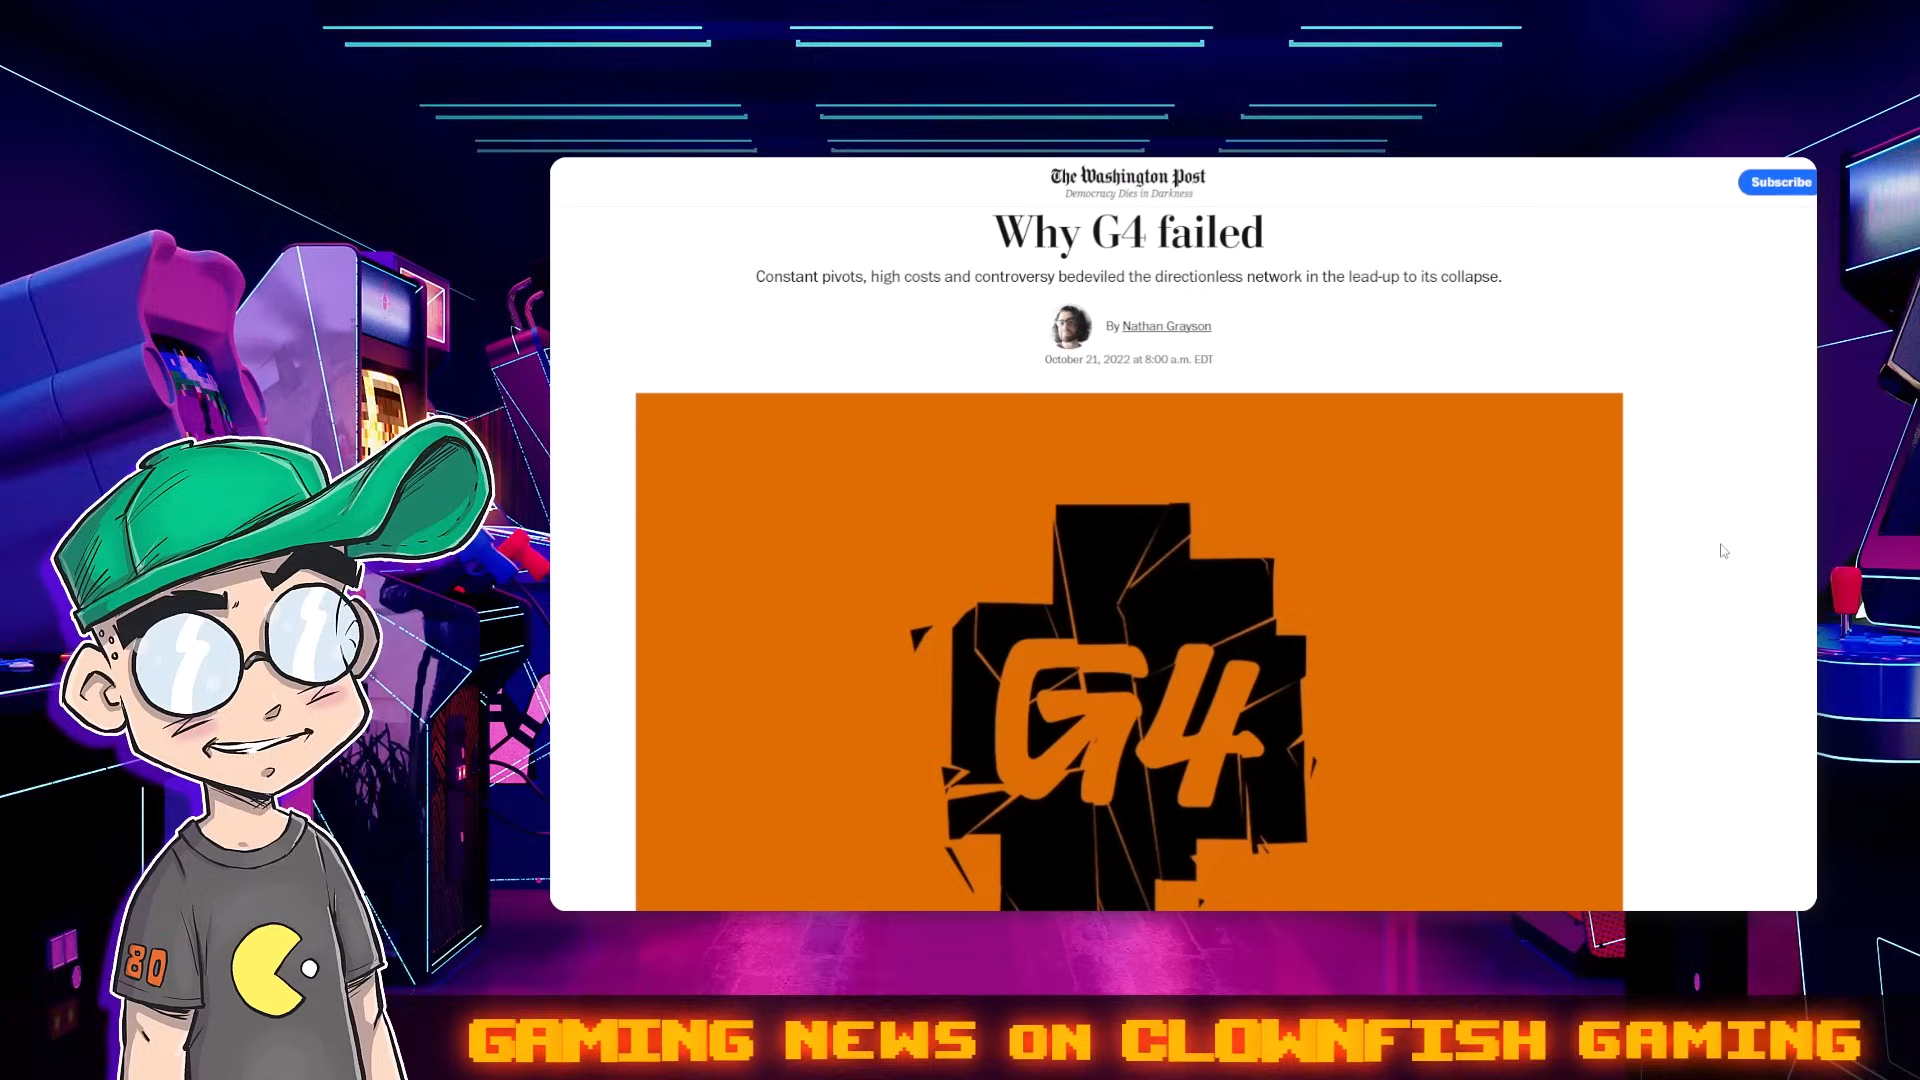 The Washington Post
Democracy Dies in Darkness
Subscribe
Why G4 failed
Constant pivots, high costs and controversy bedeviled the directionless network in the lead-up to its collapse.
By Nathan Grayson
October 21, 2022 at 8:00 a.m. EDT
G4
80
GAMING NEWS ON CLOWNFISH GAMING